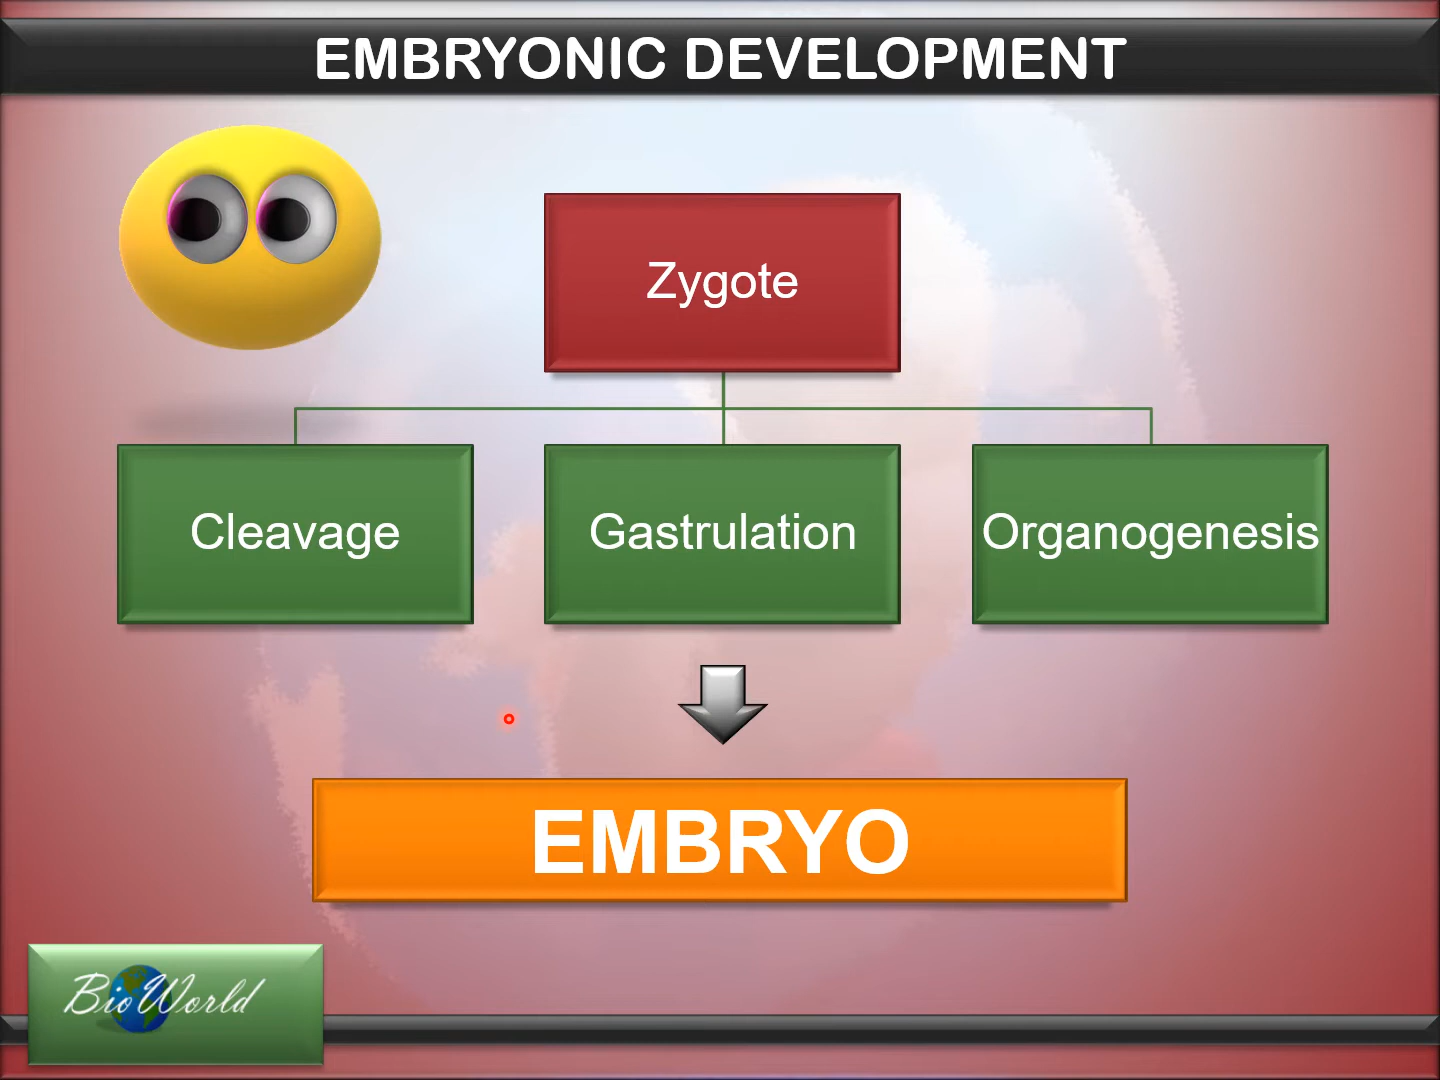 EMBRYONIC DEVELOPMENT
Zygote
Cleavage
Gastrulation
Organogenesis
EMBRYO
BioWorld